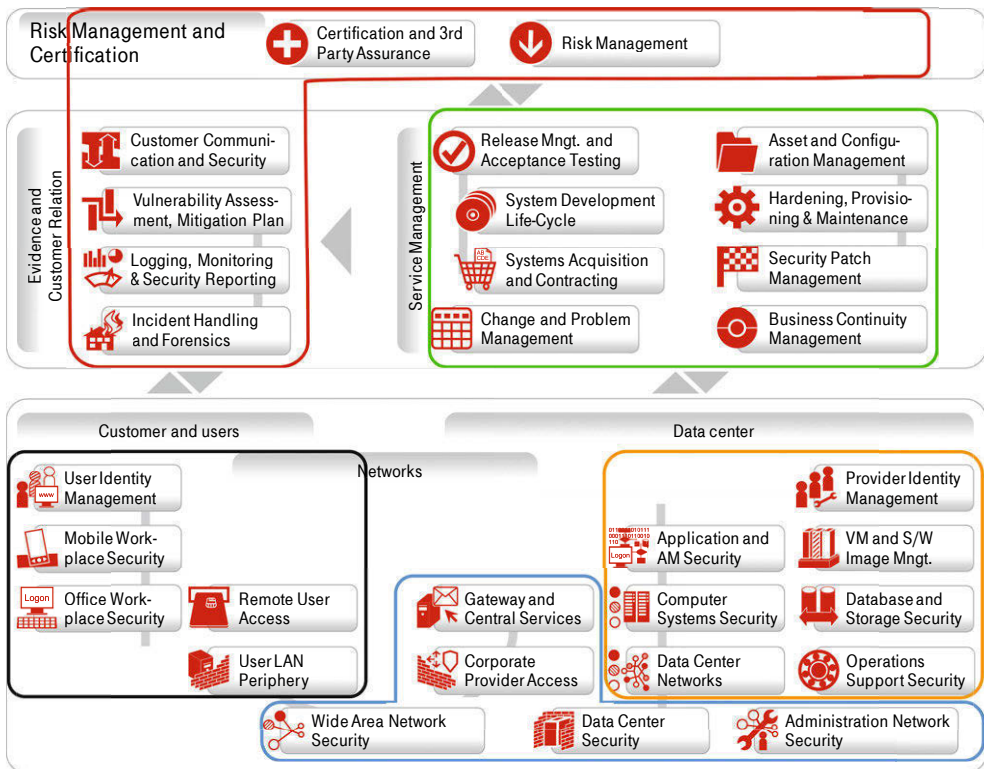 Risk Management and
Certification
Certification and 3rd
Party Assurance
Risk Management
Evidence and
Customer Relation
Customer Communi-
cation and Security
Vulnerability Assess-
ment, Mitigation Plan
Logging, Monitoring
& Security Reporting
Incident Handling
and Forensics
Service Management
Release Mngt. and
Acceptance Testing
System Development
Life-Cycle
AB
CDE
Systems Acquisition
and Contracting
Change and Problem
Management
Asset and Configu-
ration Management
Hardening, Provisio-
ning & Maintenance
Security Patch
Management
Business Continuity
Management
Customer and users
Networks
Data center
www
User Identity
Management
Mobile Work-
place Security
Logon
Office Work-
place Security
Remote User
Access
User LAN
Periphery
Gateway and
Central Services
Corporate
Provider Access
Wide Area Network
Security
Data Center
Security
Administration Network
Security
Logon
Application and
AM Security
Computer
Systems Security
Data Center
Networks
Provider Identity
Management
VM and S/W
Image Mngt.
Database and
Storage Security
Operations
Support Security